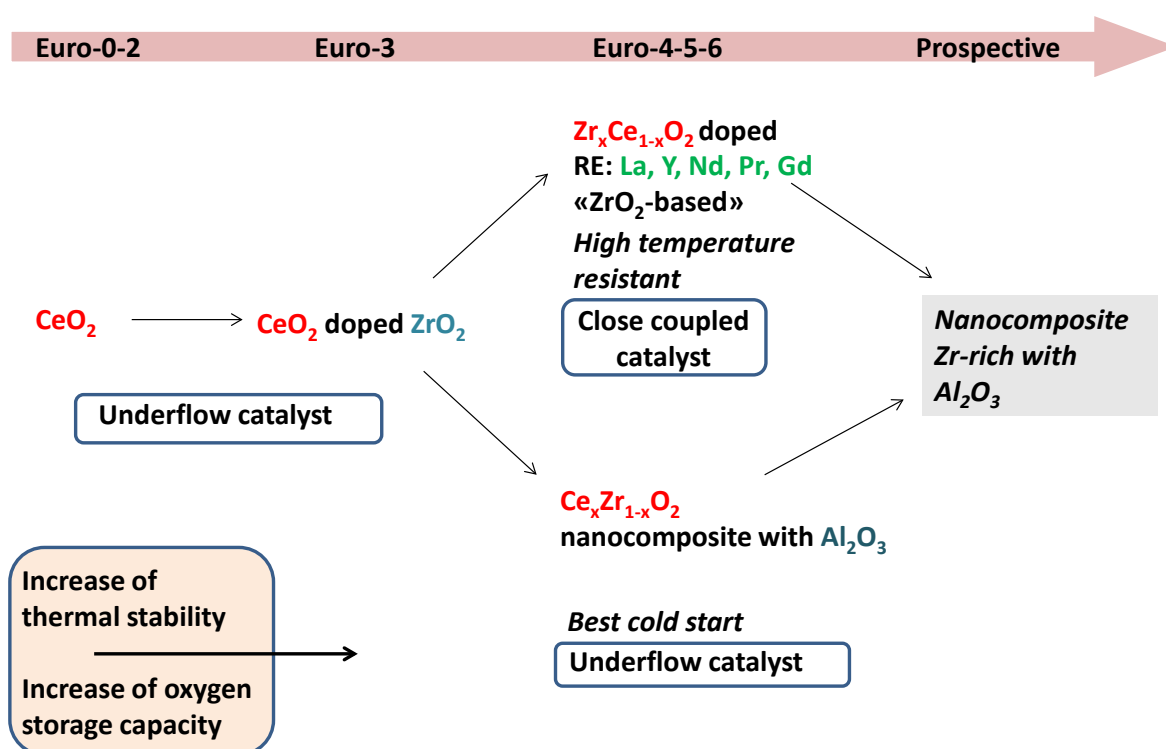 Euro-0-2
Euro-3
Euro-4-5-6
Prospective
ZrₓCe₁₋ₓO₂ doped
RE: La, Y, Nd, Pr, Gd
«ZrO₂-based»
High temperature
resistant
Close coupled
catalyst
CeO₂
CeO₂ doped ZrO₂
Underflow catalyst
Nanocomposite
Zr-rich with
Al₂O₃
CeₓZr₁₋ₓO₂
nanocomposite with Al₂O₃
Best cold start
Underflow catalyst
Increase of
thermal stability
Increase of oxygen
storage capacity